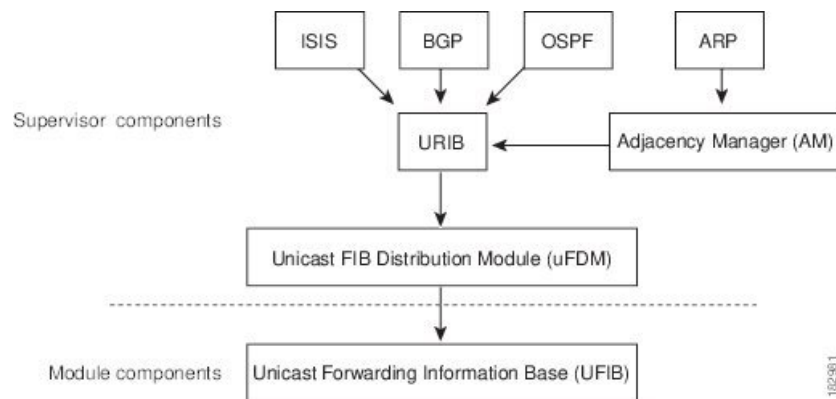 ISIS
BGP
OSPF
ARP
Supervisor components
URIB
Adjacency Manager (AM)
Unicast FIB Distribution Module (uFDM)
Module components
Unicast Forwarding Information Base (UFIB)
182981